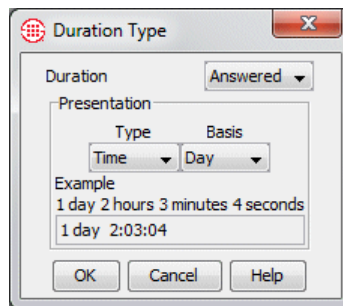 Duration Type
Duration Answered
Presentation
Type Basis
Time Day
Example
1 day 2 hours 3 minutes 4 seconds
1 day 2:03:04
OK Cancel Help